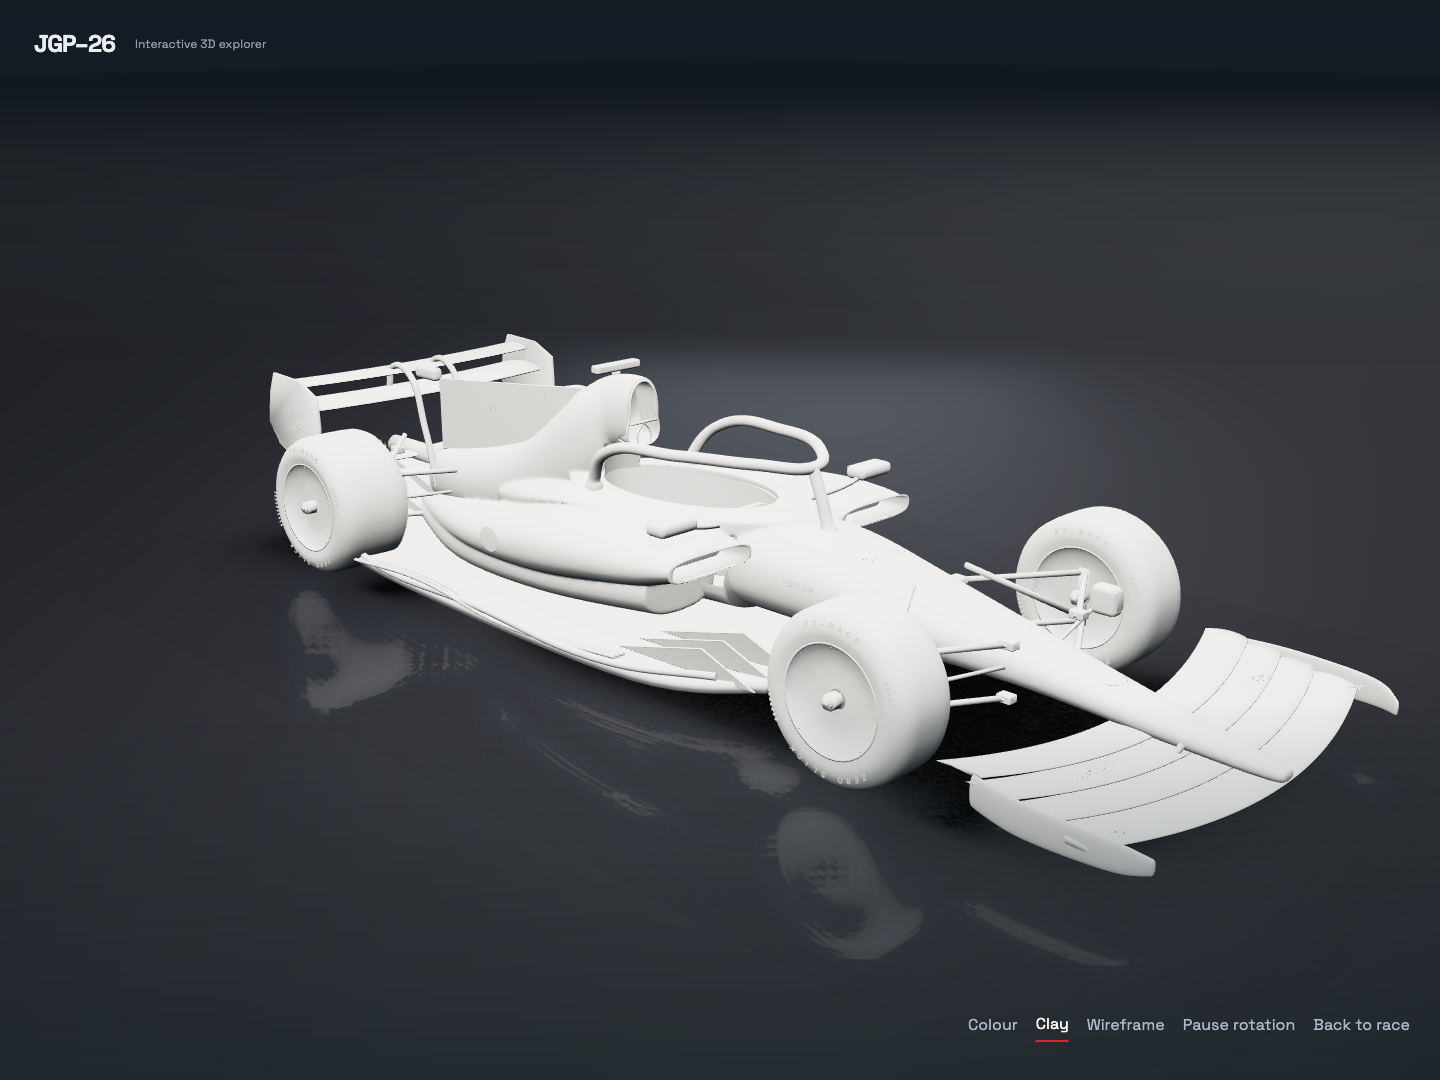 JGP-26
Interactive 3D explorer
Colour
Clay
Wireframe
Pause rotation
Back to race